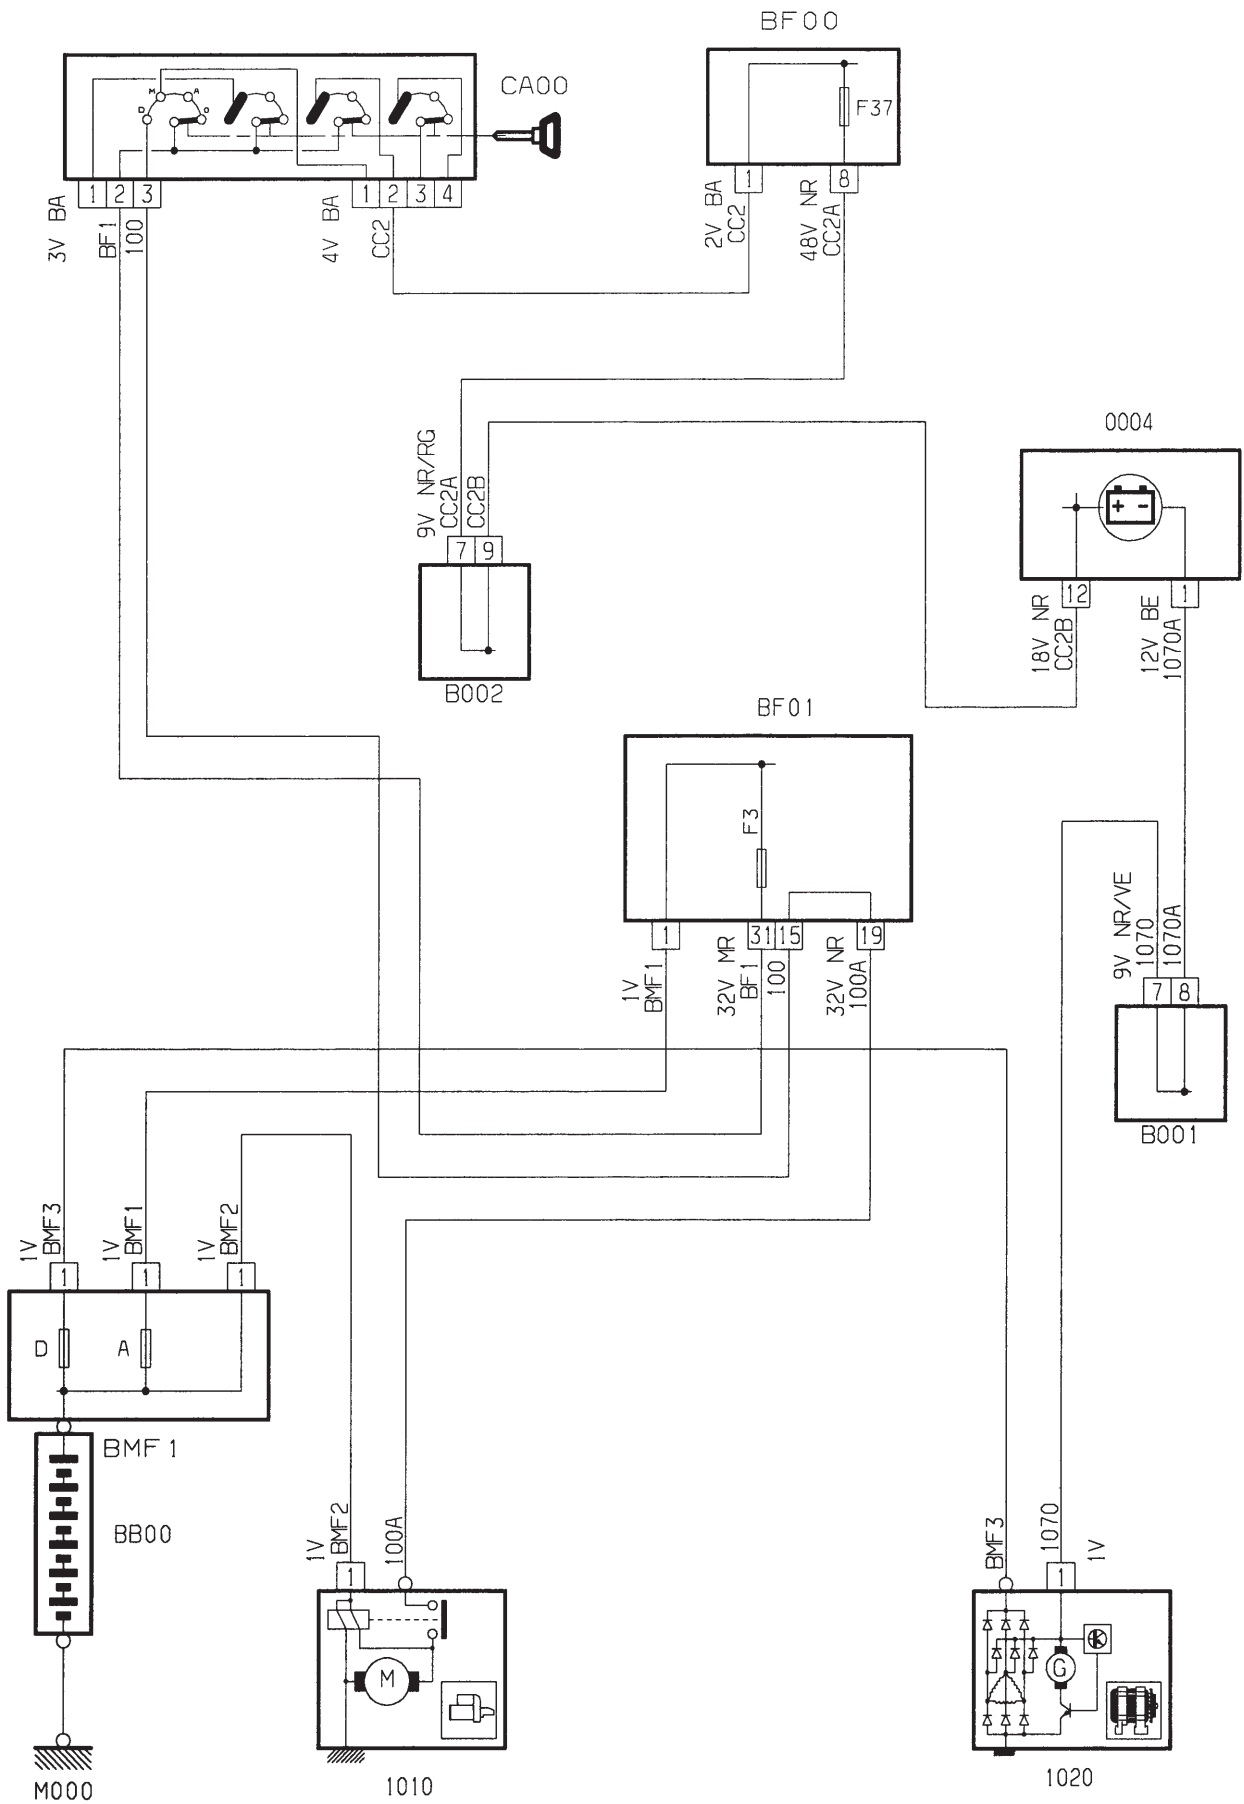 BF00
CA00
M
A
D
F37
1
2
3
1
2
3
4
1
8
3V BA
BF1
100
4V BA
CC2
2V BA
CC2
48V NR
CC2A
0004
+ -
9V NR/RG
CC2A
CC2B
7
9
12
1
18V NR
CC2B
12V BE
1070A
B002
BF01
F3
1
31
15
19
1V
BMF1
32V MR
BF1
100
32V NR
100A
9V NR/VE
1070
1070A
7
8
B001
1V
BMF3
1V
BMF1
1V
BMF2
1
1
1
D
A
BMF1
BB00
1V
BMF2
100A
BMF3
1070
1V
1
1
M
G
M000
1010
1020